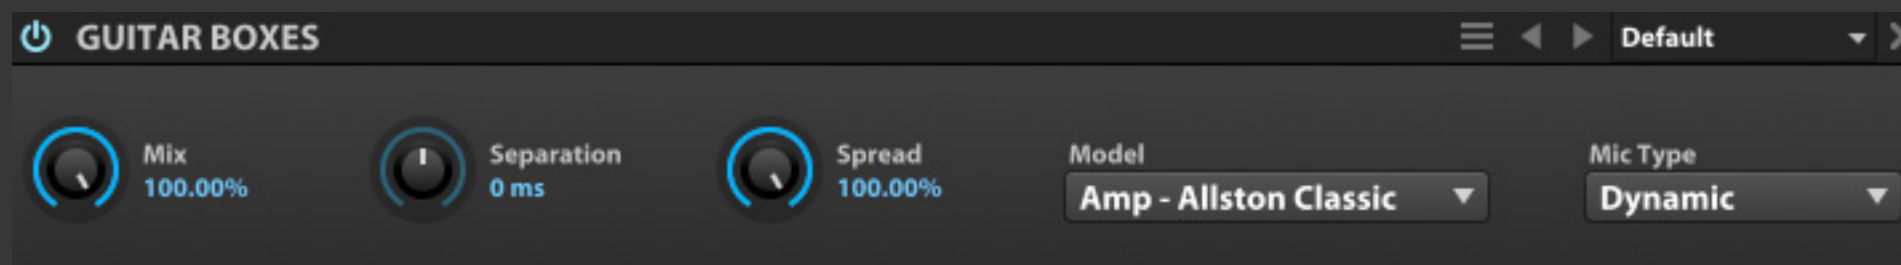 GUITAR BOXES
Default
Mix
100.00%
Separation
0 ms
Spread
100.00%
Model
Amp - Allston Classic
Mic Type
Dynamic